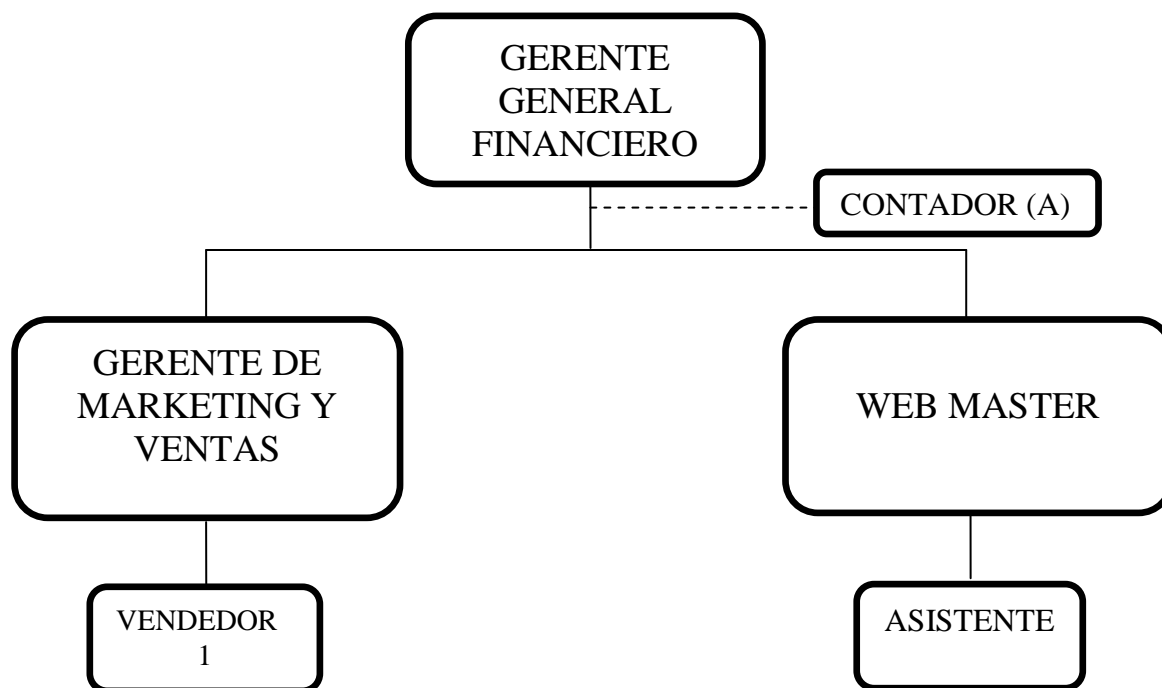 GERENTE
GENERAL
FINANCIERO
CONTADOR (A)
GERENTE DE
MARKETING Y
VENTAS
WEB MASTER
VENDEDOR
1
ASISTENTE